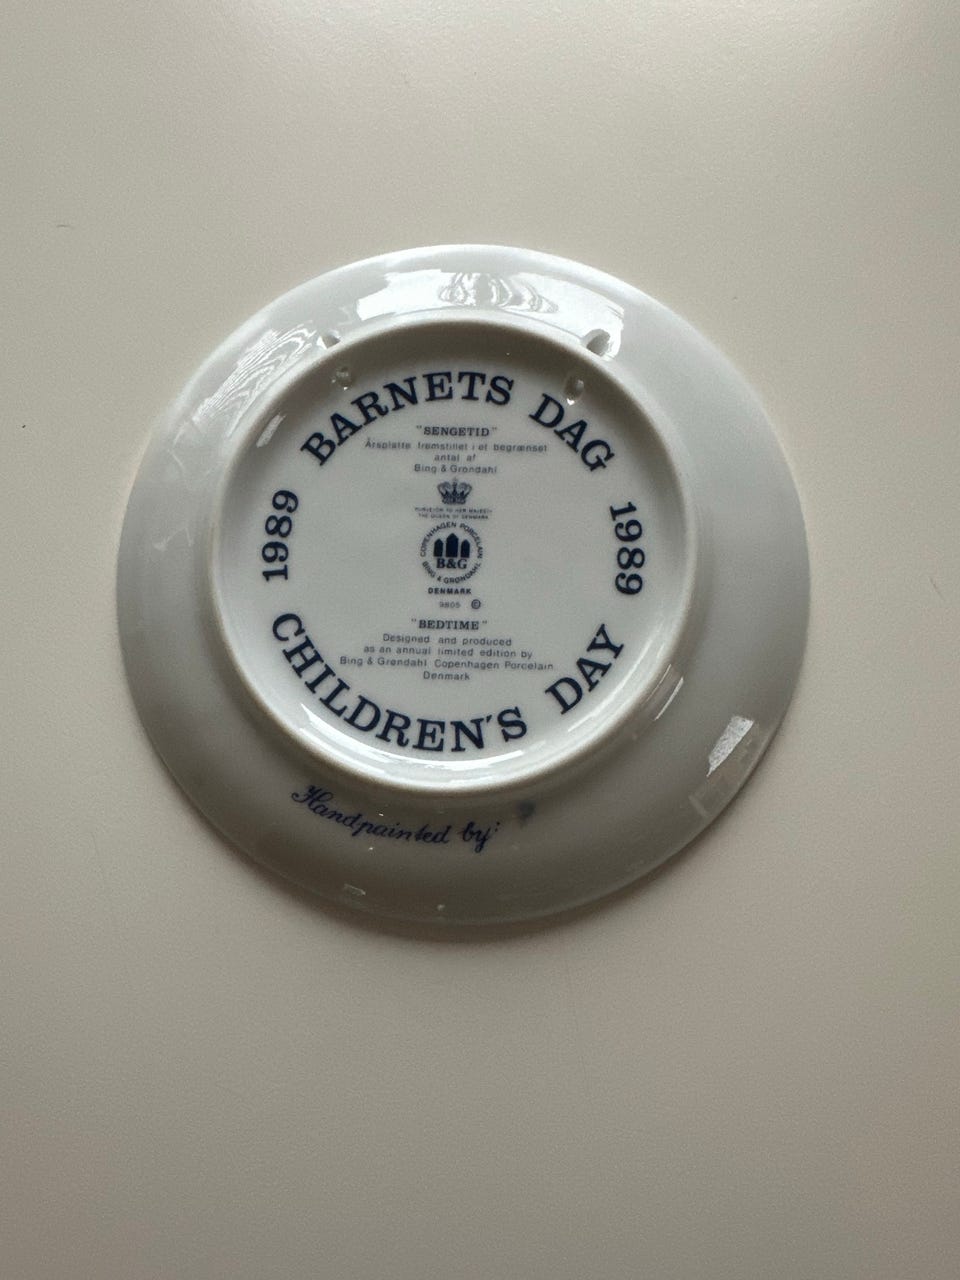 BARNETS DAG
"SENGETID"
Årsplatte fremstillet i et begrænset
antal af
Bing & Grøndahl
PURVEYOR TO HER MAJESTY
THE QUEEN OF DENMARK
COPENHAGEN PORCELAIN
B&G
BING & GRØNDAHL
DENMARK
9805 ©
"BEDTIME"
Designed and produced
as an annual limited edition by
Bing & Grøndahl Copenhagen Porcelain
Denmark
1989
1989
CHILDREN'S DAY
Handpainted by: